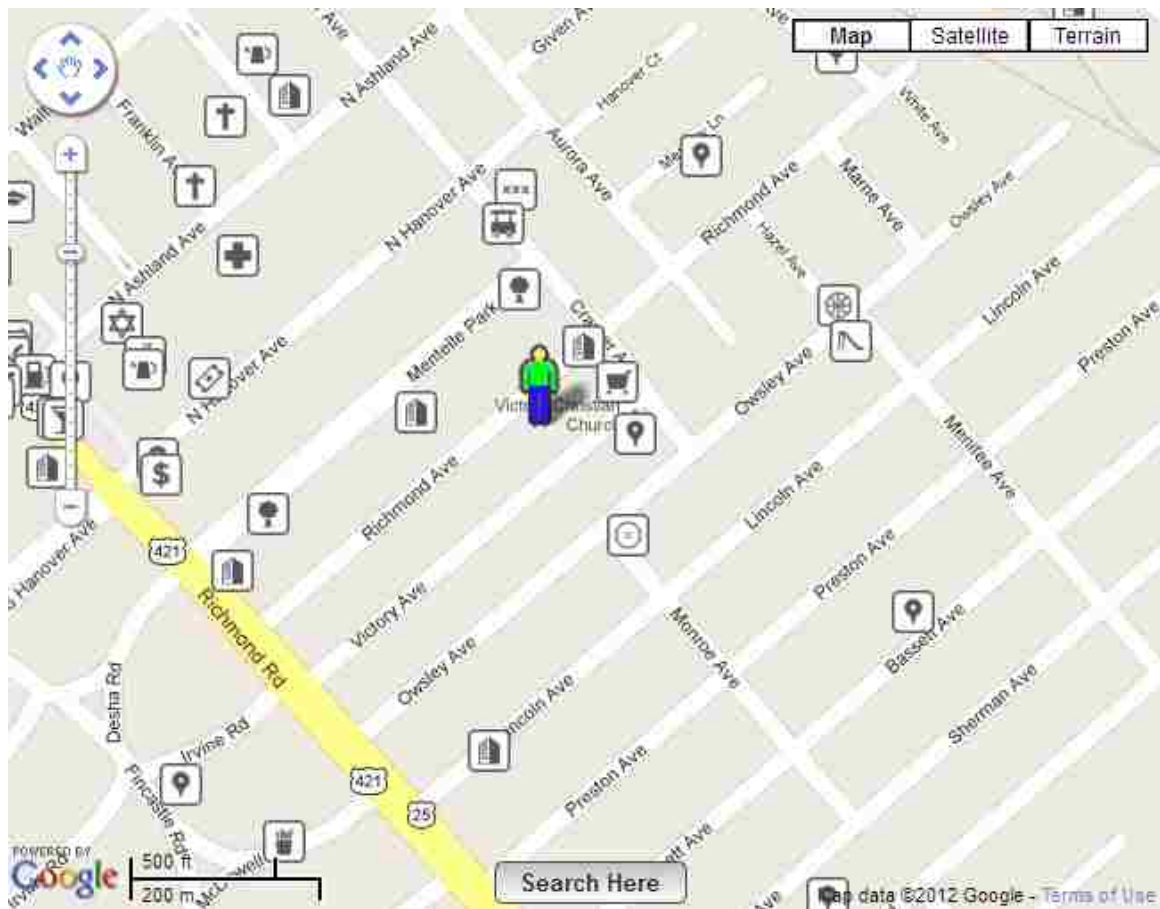 Map
Satellite
Terrain
Given
N Ashland Ave
Hanover Ct
White Ave
Franklin
Aurora Ave
Richmond Ave
Marne Ave
Owsley Ave
N Hanover Ave
xxx
Hazel Ave
N Ashland Ave
Lincoln Ave
Preston Ave
Mentelle Park
N Hanover Ave
Owsley Ave
Church
Menifee Ave
Richmond Ave
Lincoln Ave
$
421
Hanover Ave
Preston Ave
Richmond Rd
Victory Ave
Monroe Ave
Bassett Ave
Owsley Ave
Desha Rd
Lincoln Ave
Sherman Ave
Irvine Rd
421
Preston Ave
25
Fincastle Rd
POWERED BY
Google
500 ft
200 m
McDowell
Ave
Search Here
Map data ©2012 Google - Terms of Use